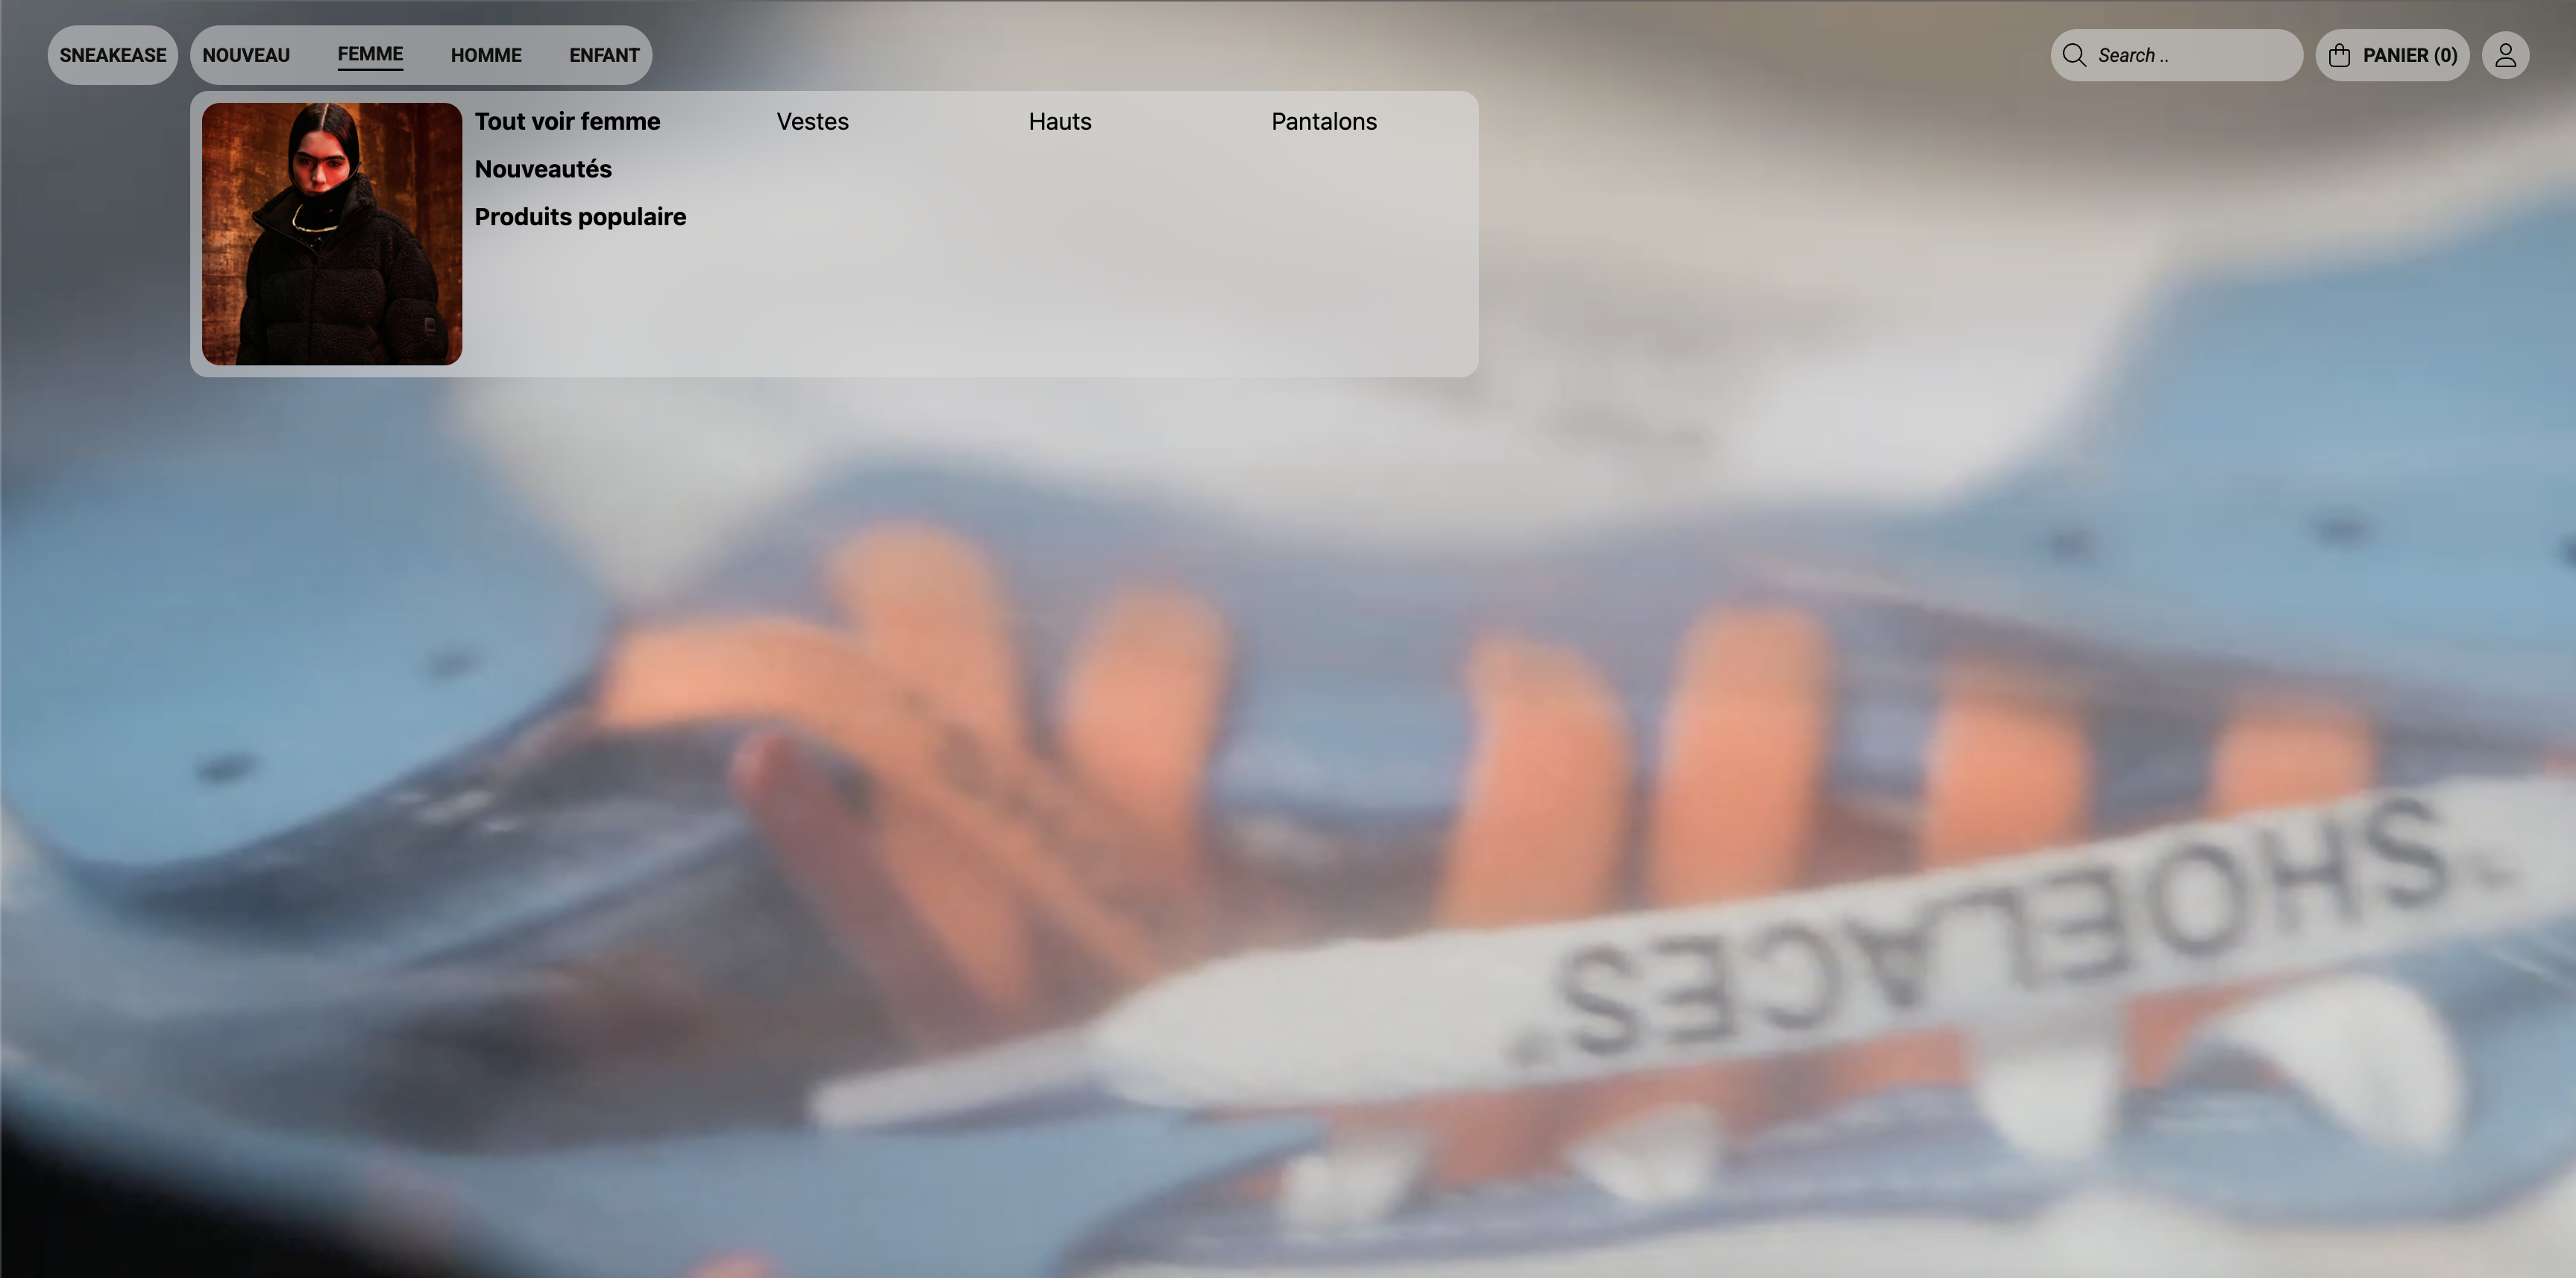 SNEAKEASE NOUVEAU FEMME HOMME ENFANT Search .. PANIER (0)
Tout voir femme Vestes Hauts Pantalons
Nouveautés
Produits populaire
SHOELACES